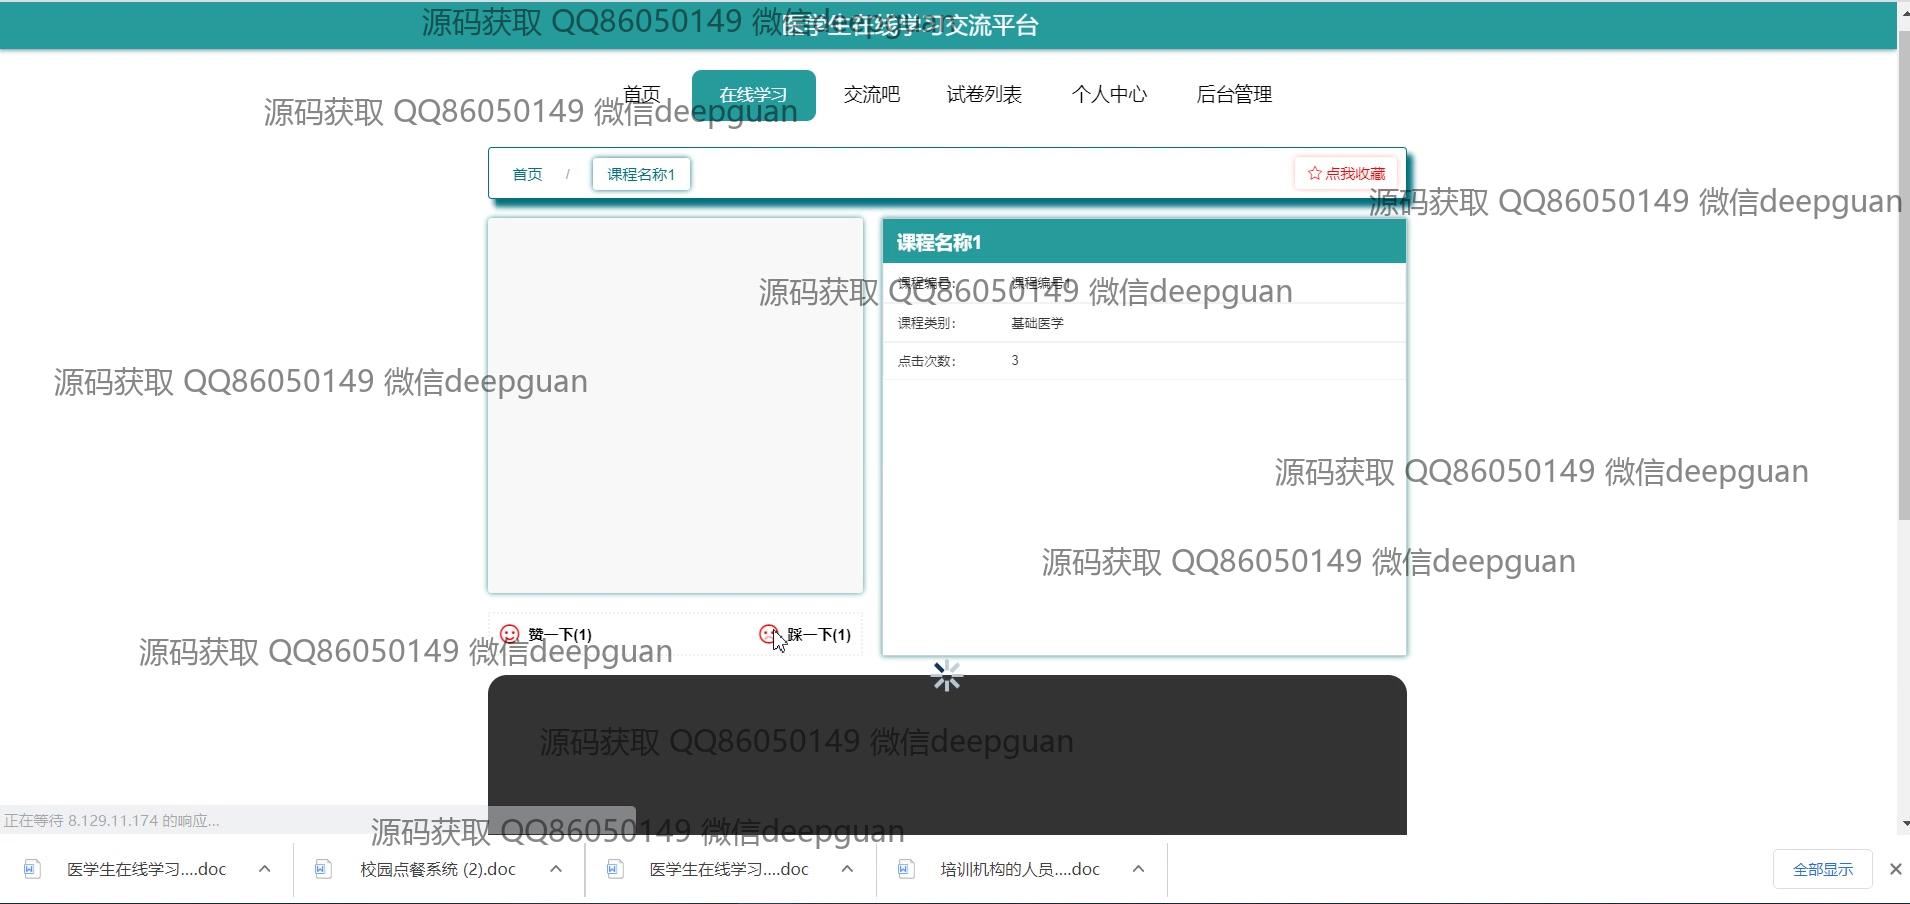 源码获取 QQ86050149 微信deepguan
医学生在线学习交流平台
首页
在线学习
交流吧
试卷列表
个人中心
后台管理
源码获取 QQ86050149 微信deepguan
首页 / 课程名称1
点我收藏
源码获取 QQ86050149 微信deepguan
课程名称1
课程编号: 课程编号1
源码获取 QQ86050149 微信deepguan
课程类别: 基础医学
点击次数: 3
源码获取 QQ86050149 微信deepguan
源码获取 QQ86050149 微信deepguan
源码获取 QQ86050149 微信deepguan
赞一下(1)
踩一下(1)
源码获取 QQ86050149 微信deepguan
源码获取 QQ86050149 微信deepguan
正在等待 8.129.11.174 的响应...
源码获取 QQ86050149 微信deepguan
医学生在线学习....doc
校园点餐系统 (2).doc
医学生在线学习....doc
培训机构的人员....doc
全部显示